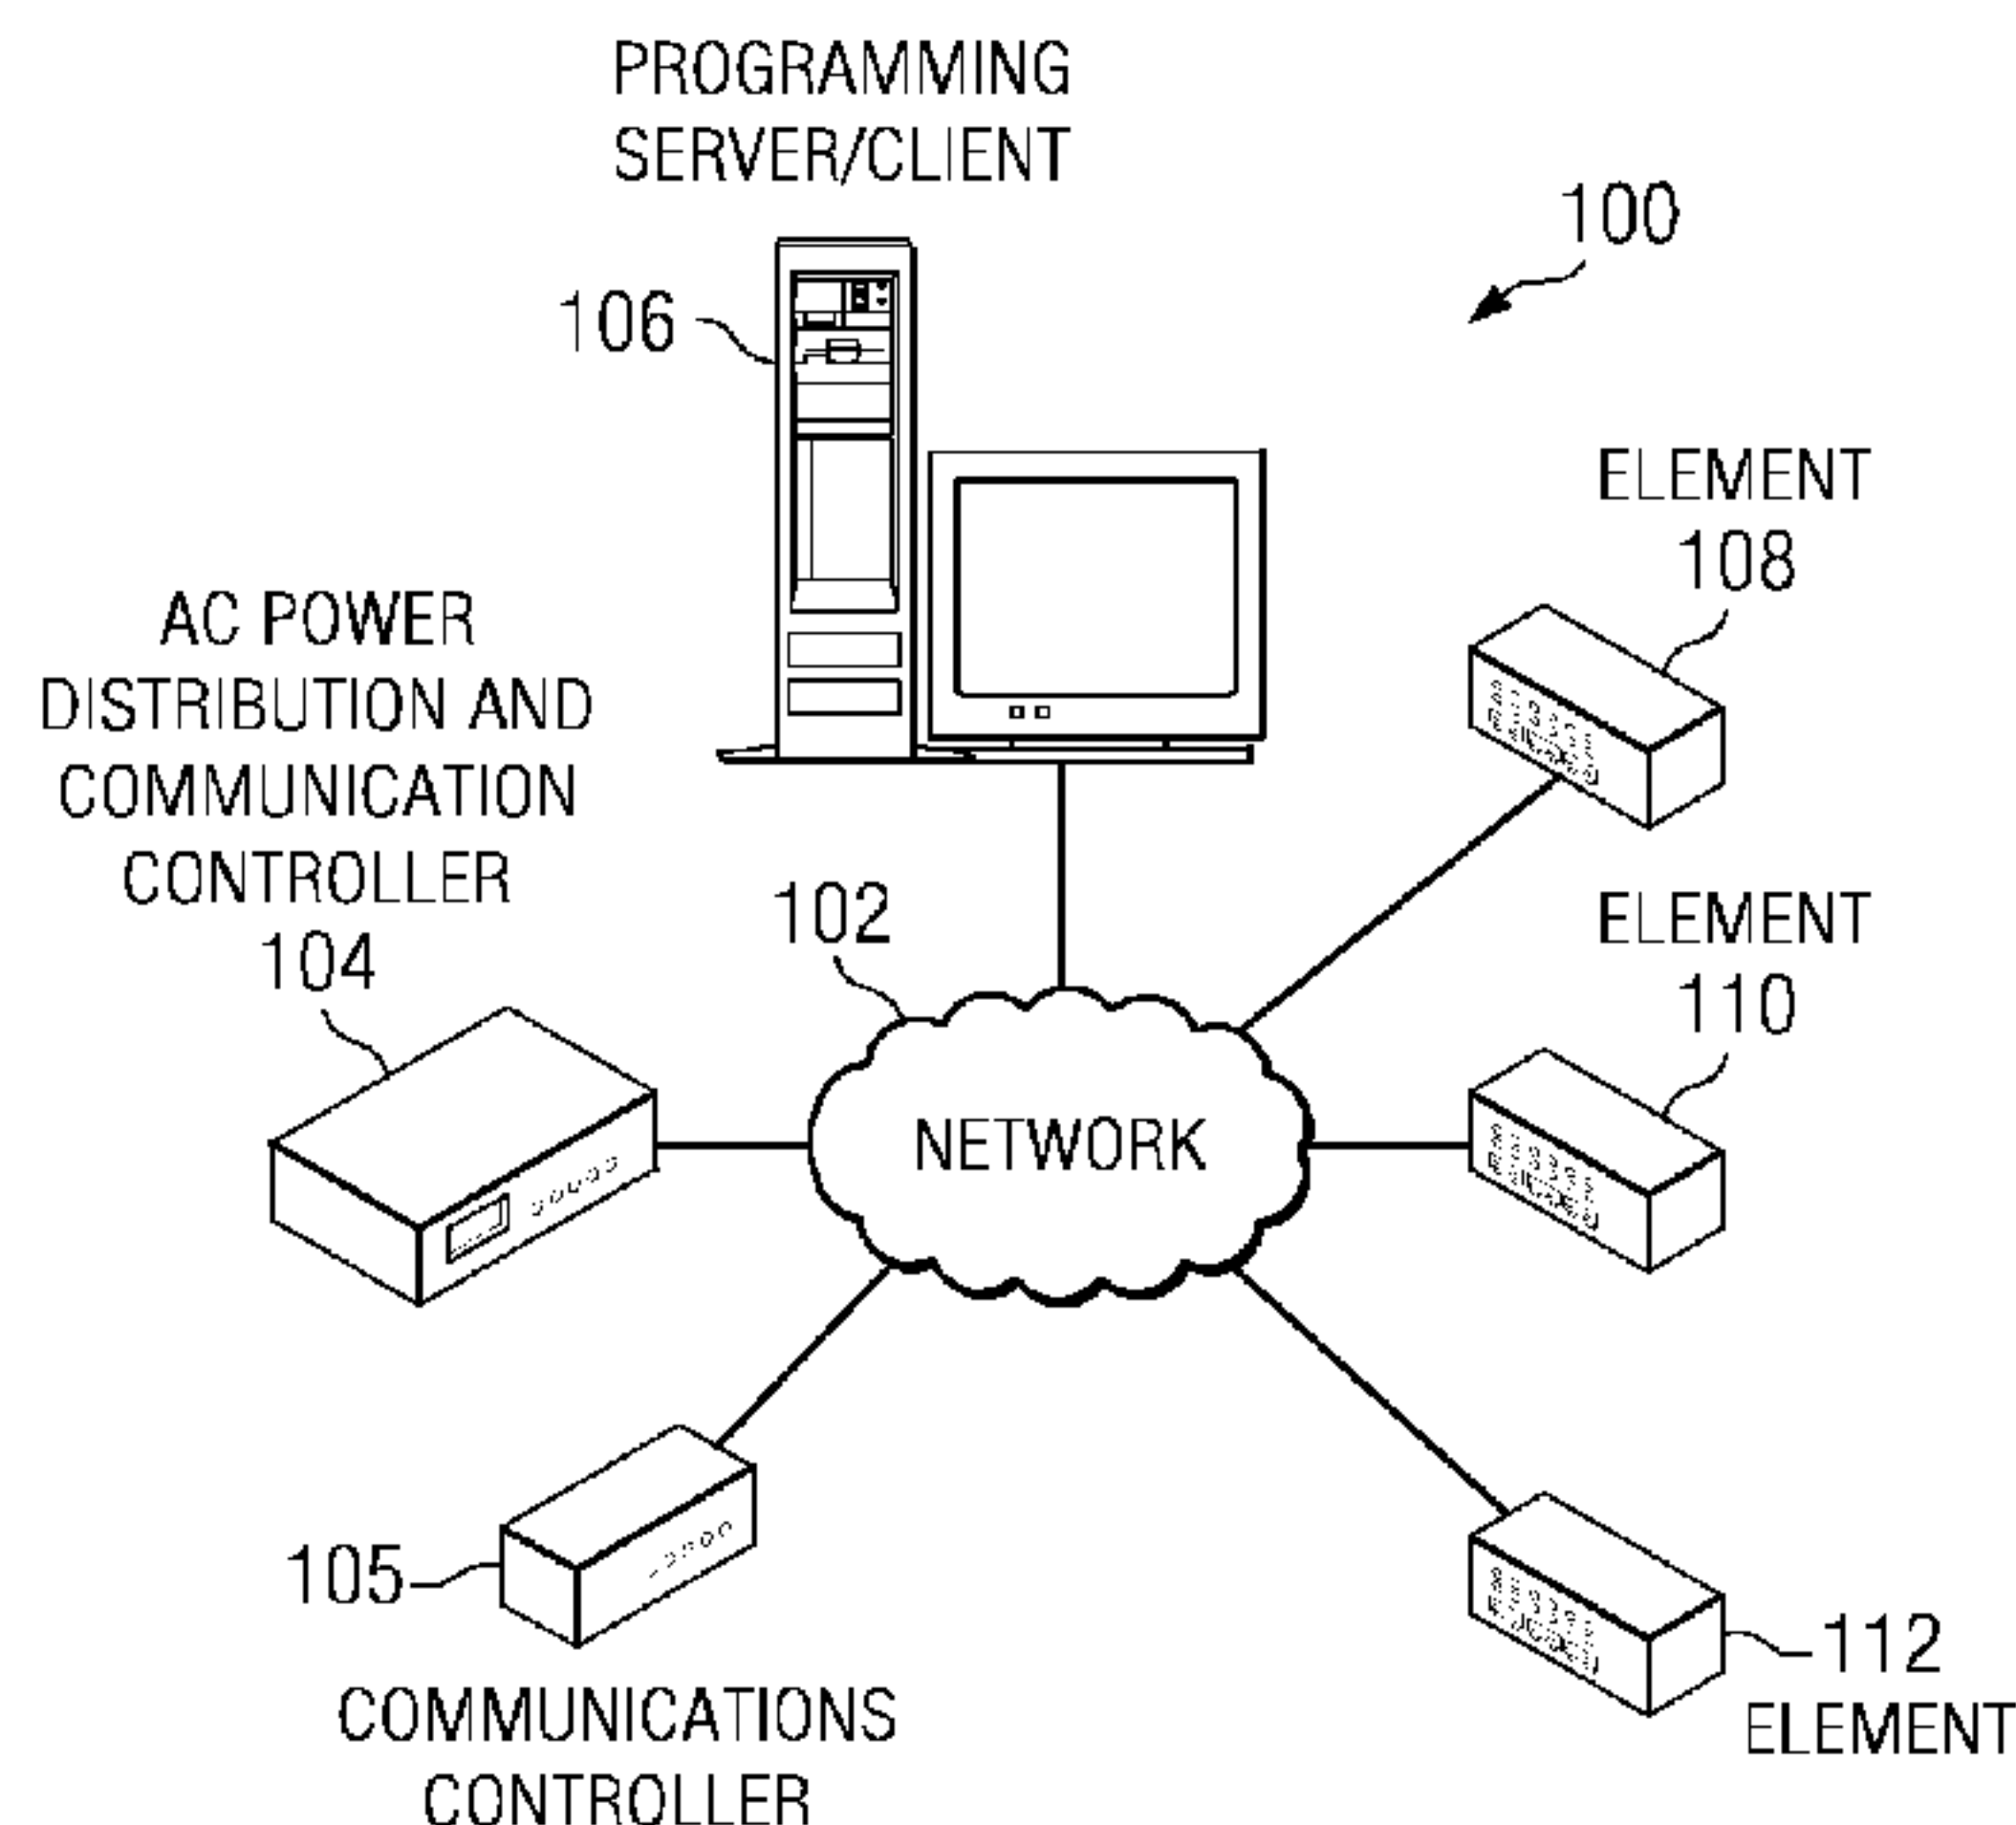 PROGRAMMING
SERVER/CLIENT
100
106
ELEMENT
108
AC POWER
DISTRIBUTION AND
COMMUNICATION
CONTROLLER
104
102
ELEMENT
110
NETWORK
105
COMMUNICATIONS
CONTROLLER
112
ELEMENT